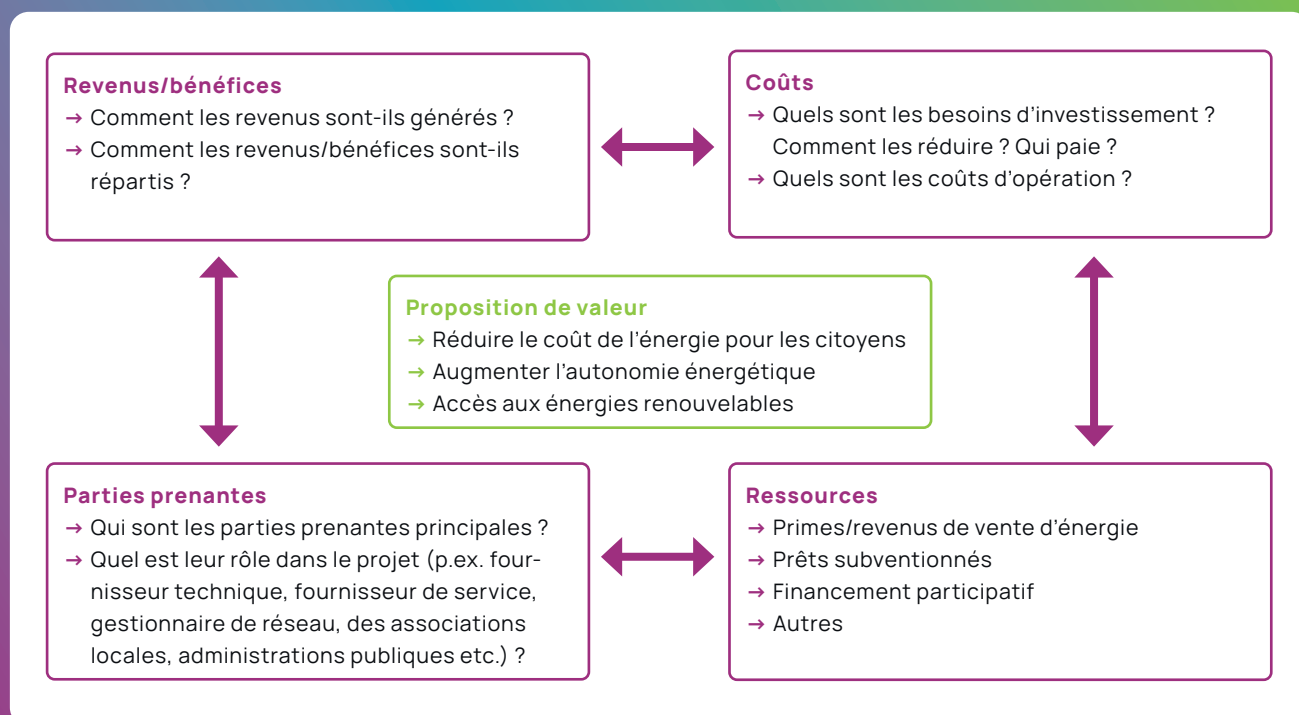 Revenus/bénéfices
→ Comment les revenus sont-ils générés ?
→ Comment les revenus/bénéfices sont-ils
répartis ?
Coûts
→ Quels sont les besoins d’investissement ?
Comment les réduire ? Qui paie ?
→ Quels sont les coûts d’opération ?
Proposition de valeur
→ Réduire le coût de l’énergie pour les citoyens
→ Augmenter l’autonomie énergétique
→ Accès aux énergies renouvelables
Parties prenantes
→ Qui sont les parties prenantes principales ?
→ Quel est leur rôle dans le projet (p.ex. four-
nisseur technique, fournisseur de service,
gestionnaire de réseau, des associations
locales, administrations publiques etc.) ?
Ressources
→ Primes/revenus de vente d’énergie
→ Prêts subventionnés
→ Financement participatif
→ Autres